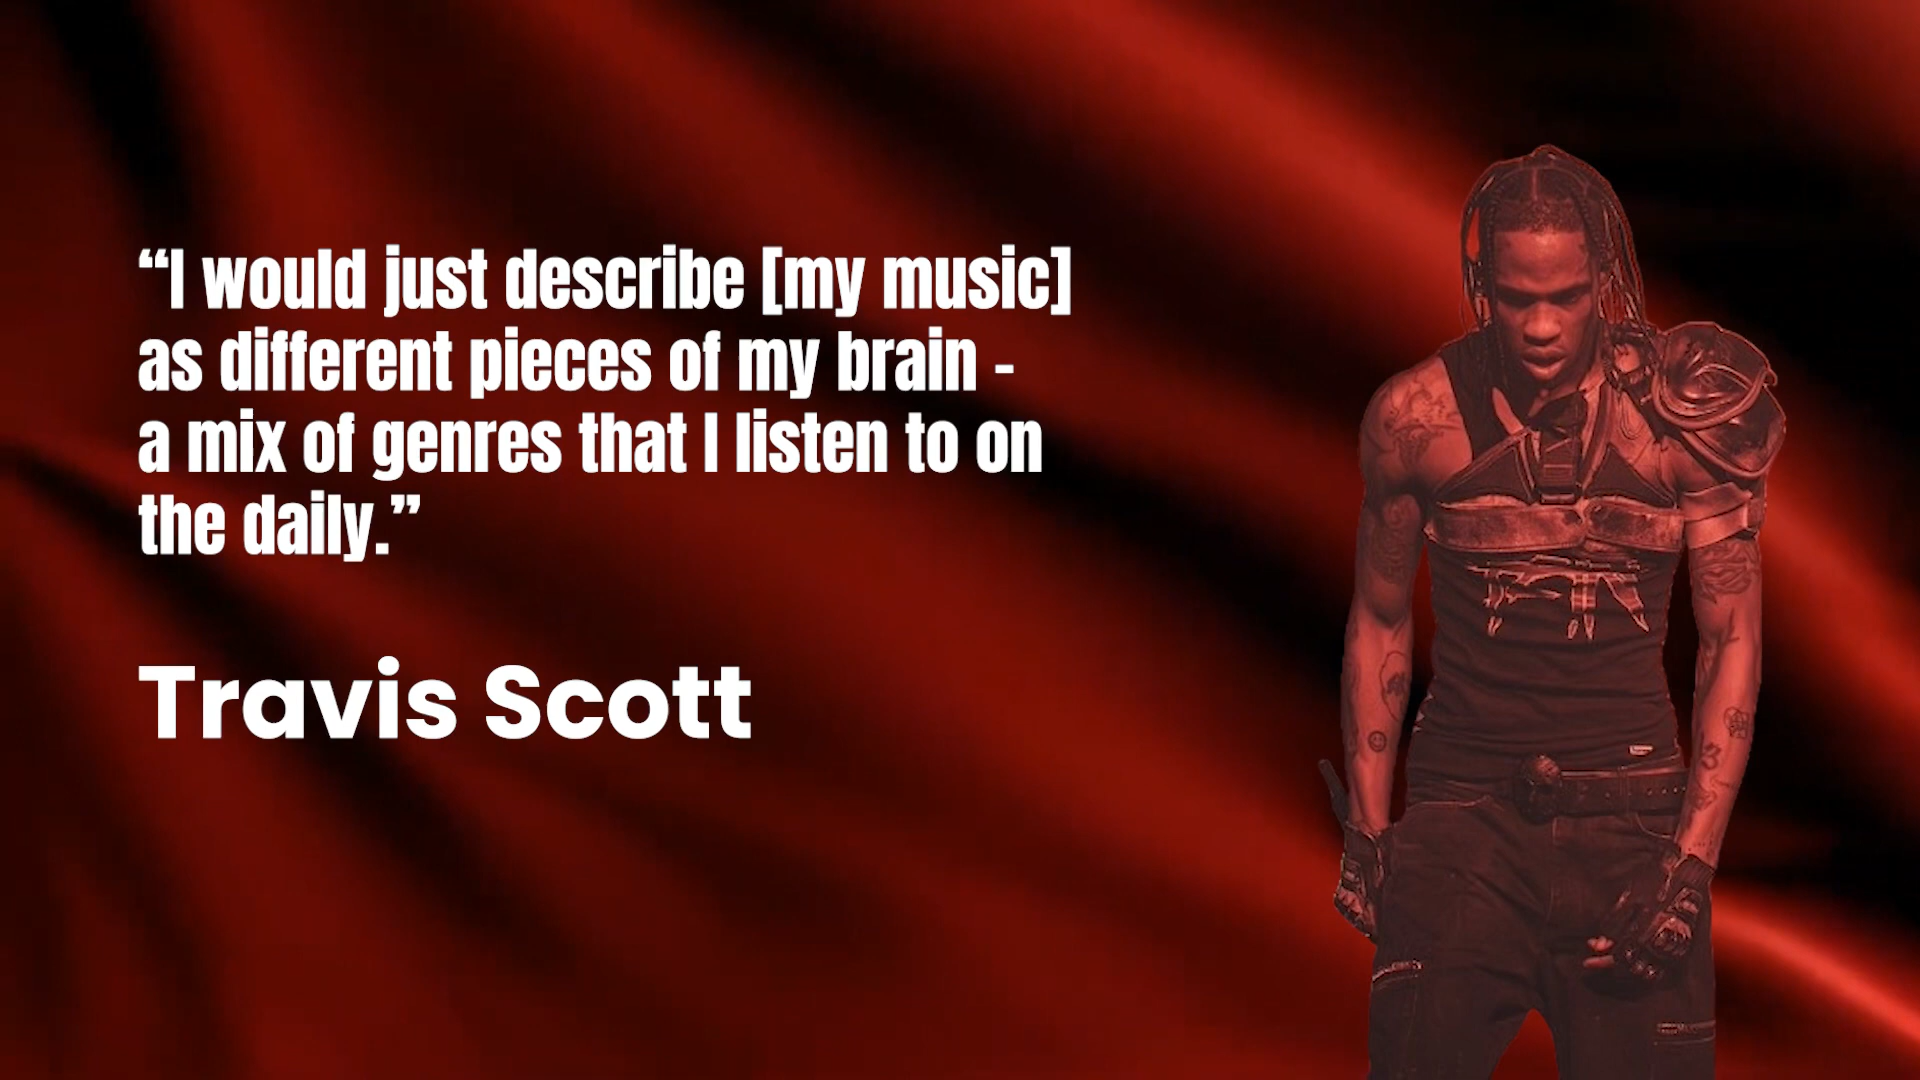 “I would just describe [my music]
as different pieces of my brain -
a mix of genres that I listen to on
the daily.”
Travis Scott